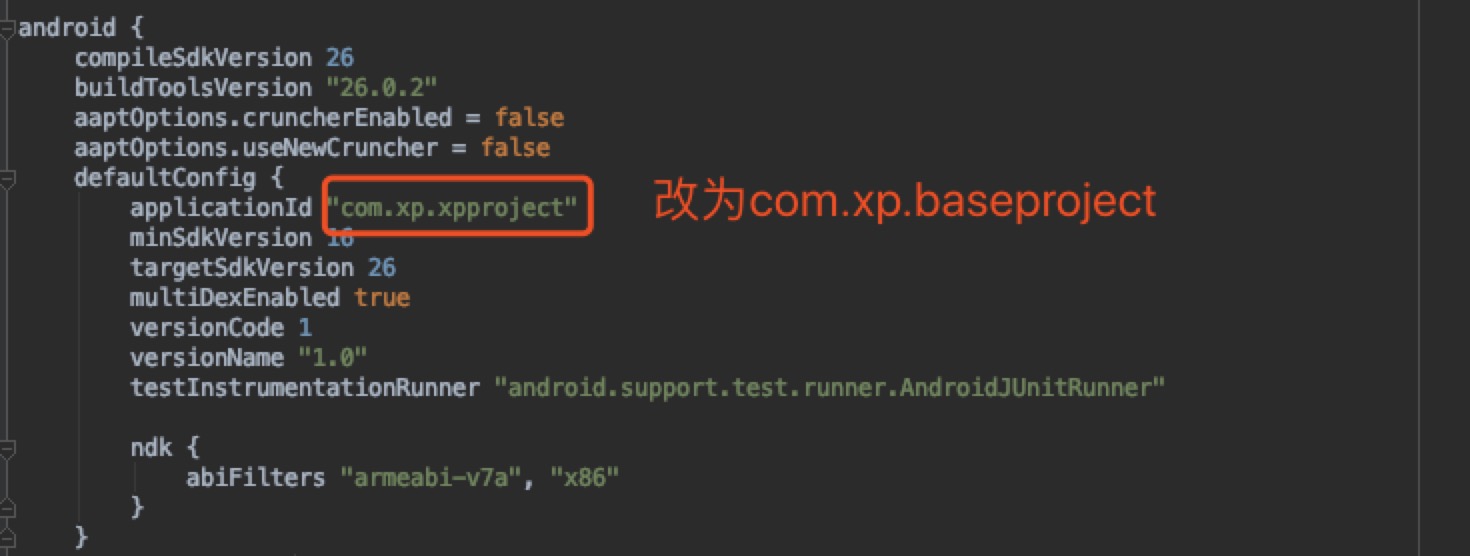 android {
compileSdkVersion 26
buildToolsVersion "26.0.2"
aaptOptions.cruncherEnabled = false
aaptOptions.useNewCruncher = false
defaultConfig {
applicationId "com.xp.xpproject" 改为com.xp.baseproject
minSdkVersion 16
targetSdkVersion 26
multiDexEnabled true
versionCode 1
versionName "1.0"
testInstrumentationRunner "android.support.test.runner.AndroidJUnitRunner"
ndk {
abiFilters "armeabi-v7a", "x86"
}
}